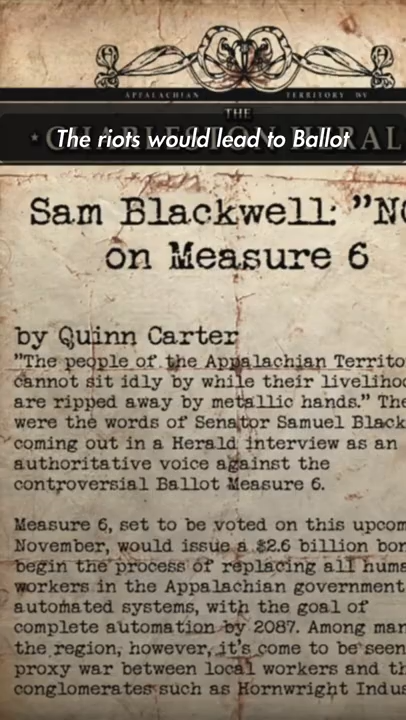 APPALACHIAN TERRITORY WV
THE
The riots would lead to Ballot
Sam Blackwell: "NO
on Measure 6
by Quinn Carter
"The people of the Appalachian Territo
cannot sit idly by while their livelihoo
are ripped away by metallic hands." The
were the words of Senator Samuel Black
coming out in a Herald interview as an
authoritative voice against the
controversial Ballot Measure 6.
Measure 6, set to be voted on this upcom
November, would issue a $2.6 billion bon
begin the process of replacing all huma
workers in the Appalachian government
automated systems, with the goal of
complete automation by 2087. Among man
the region, however, it's come to be seen
proxy war between local workers and th
conglomerates such as Hornwright Indus